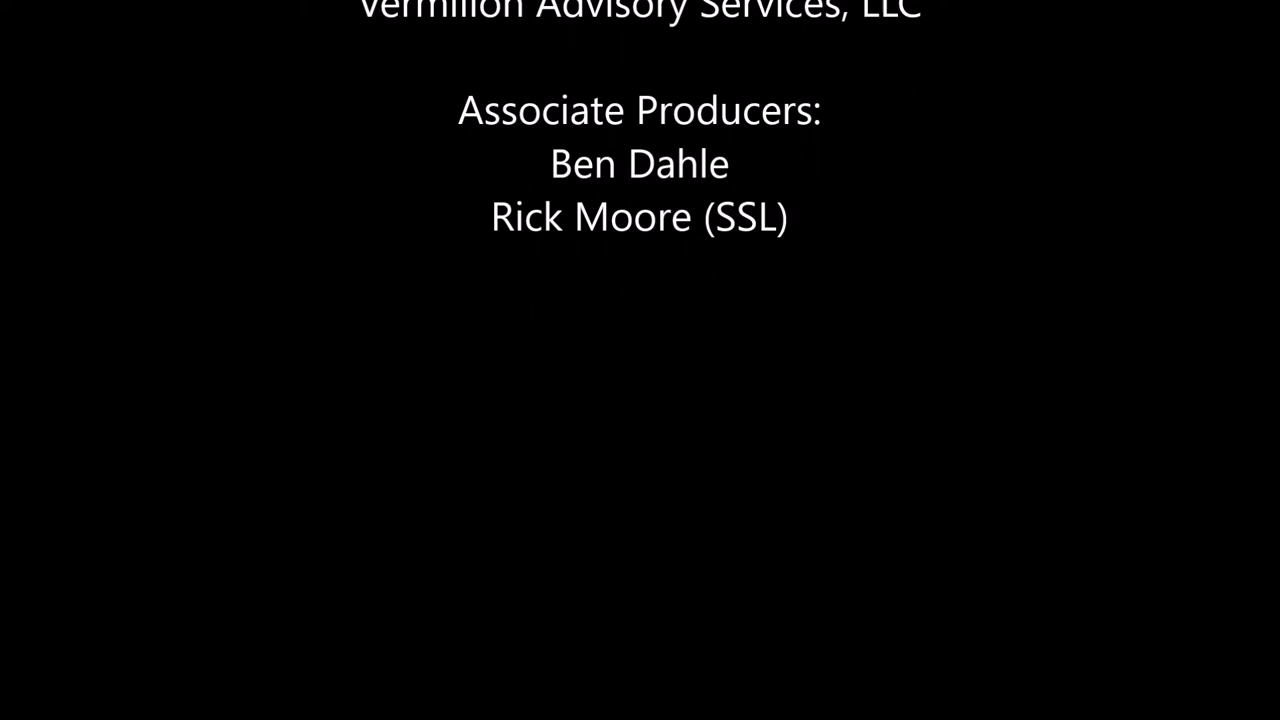 Vermilion Advisory Services, LLC
Associate Producers:
Ben Dahle
Rick Moore (SSL)